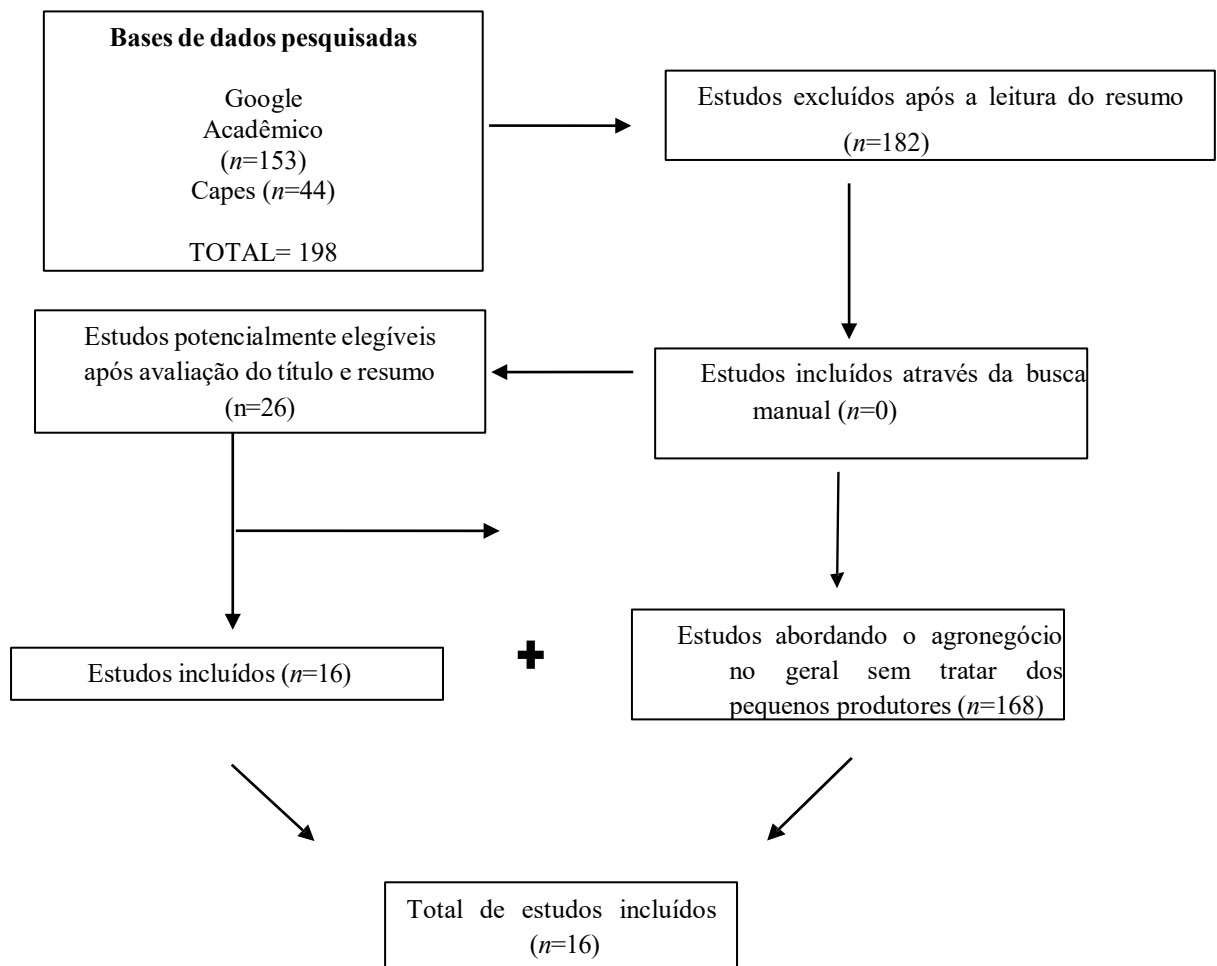 Bases de dados pesquisadas
Google
Acadêmico
(n=153)
Capes (n=44)
TOTAL= 198
Estudos excluídos após a leitura do resumo
(n=182)
Estudos potencialmente elegíveis
após avaliação do título e resumo
(n=26)
Estudos incluídos através da busca
manual (n=0)
Estudos incluídos (n=16)
Estudos abordando o agronegócio
no geral sem tratar dos
pequenos produtores (n=168)
Total de estudos incluídos
(n=16)